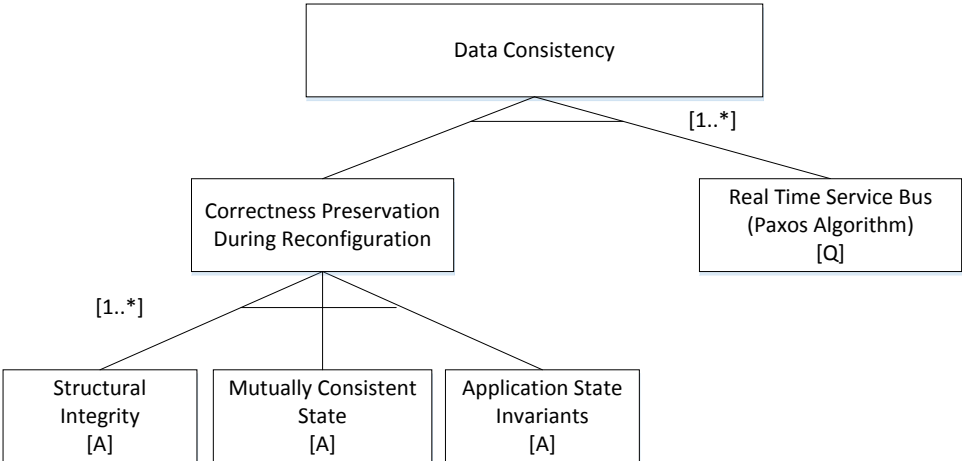 Data Consistency
[1..*]
Correctness Preservation
During Reconfiguration
Real Time Service Bus
(Paxos Algorithm)
[Q]
[1..*]
Structural
Integrity
[A]
Mutually Consistent
State
[A]
Application State
Invariants
[A]